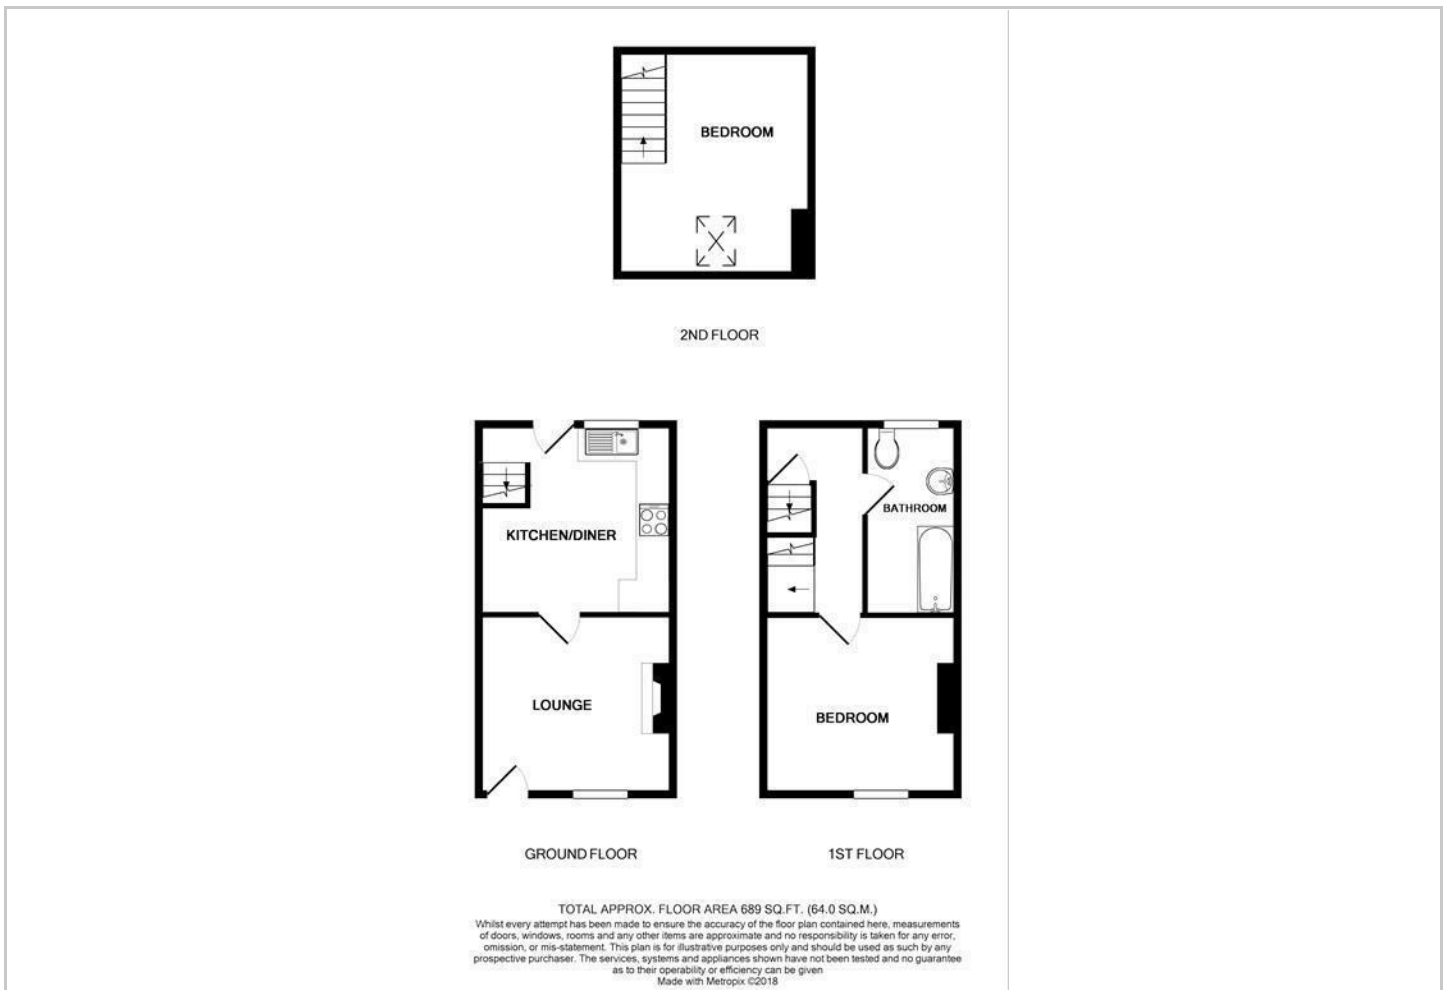 BEDROOM
2ND FLOOR
KITCHEN/DINER
LOUNGE
GROUND FLOOR
BATHROOM
BEDROOM
1ST FLOOR
TOTAL APPROX. FLOOR AREA 689 SQ.FT. (64.0 SQ.M.)
Whilst every attempt has been made to ensure the accuracy of the floor plan contained here, measurements
of doors, windows, rooms and any other items are approximate and no responsibility is taken for any error,
omission, or mis-statement. This plan is for illustrative purposes only and should be used as such by any
prospective purchaser. The services, systems and appliances shown have not been tested and no guarantee
as to their operability or efficiency can be given
Made with Metropix ©2018